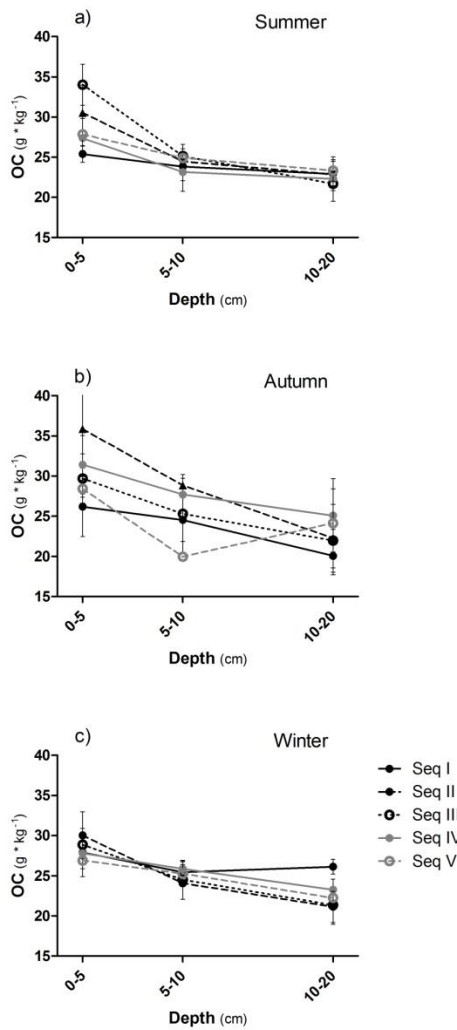 a)
Summer
OC (g * kg⁻¹)
40
35
30
25
20
15
0-5
5-10
10-20
Depth (cm)
b)
Autumn
OC (g * kg⁻¹)
40
35
30
25
20
15
0-5
5-10
10-20
Depth (cm)
c)
Winter
OC (g * kg⁻¹)
40
35
30
25
20
15
0-5
5-10
10-20
Depth (cm)
Seq I
Seq II
Seq III
Seq IV
Seq V